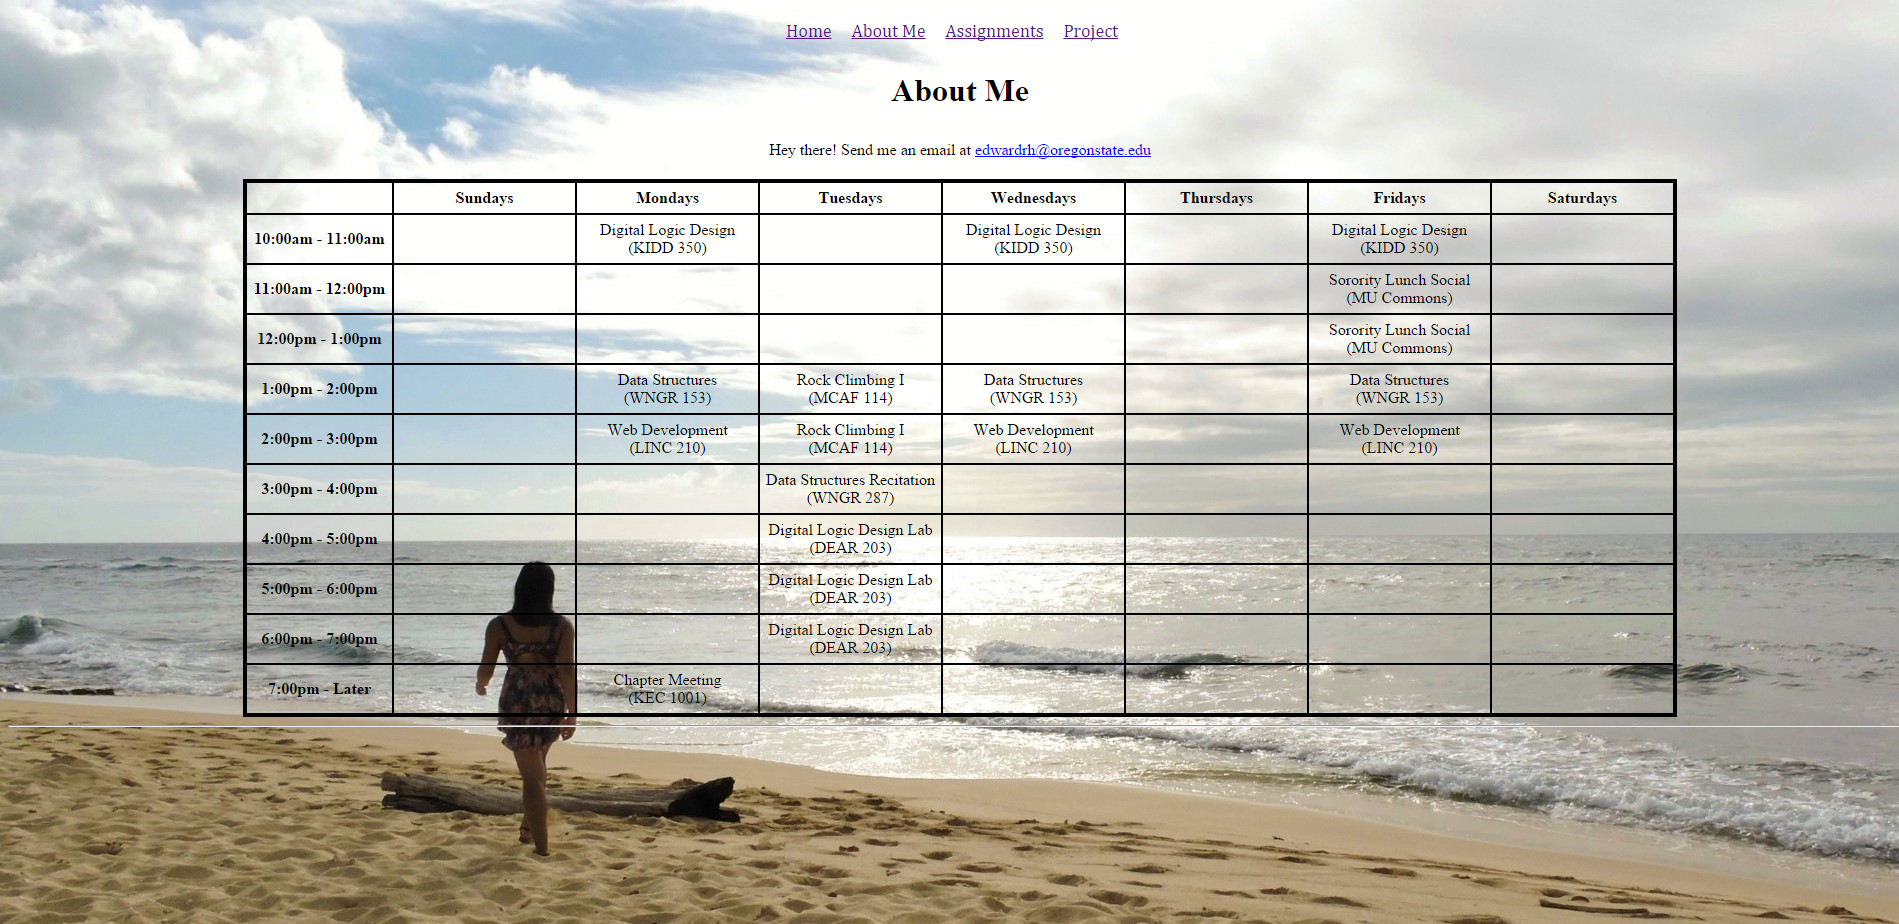 Home About Me Assignments Project
About Me
Hey there! Send me an email at edwardrh@oregonstate.edu
Sundays Mondays Tuesdays Wednesdays Thursdays Fridays Saturdays
10:00am - 11:00am Digital Logic Design (KIDD 350) Digital Logic Design (KIDD 350) Digital Logic Design (KIDD 350)
11:00am - 12:00pm Sorority Lunch Social (MU Commons)
12:00pm - 1:00pm Sorority Lunch Social (MU Commons)
1:00pm - 2:00pm Data Structures (WNGR 153) Rock Climbing I (MCAF 114) Data Structures (WNGR 153) Data Structures (WNGR 153)
2:00pm - 3:00pm Web Development (LINC 210) Rock Climbing I (MCAF 114) Web Development (LINC 210) Web Development (LINC 210)
3:00pm - 4:00pm Data Structures Recitation (WNGR 287)
4:00pm - 5:00pm Digital Logic Design Lab (DEAR 203)
5:00pm - 6:00pm Digital Logic Design Lab (DEAR 203)
6:00pm - 7:00pm Digital Logic Design Lab (DEAR 203)
7:00pm - Later Chapter Meeting (KEC 1001)